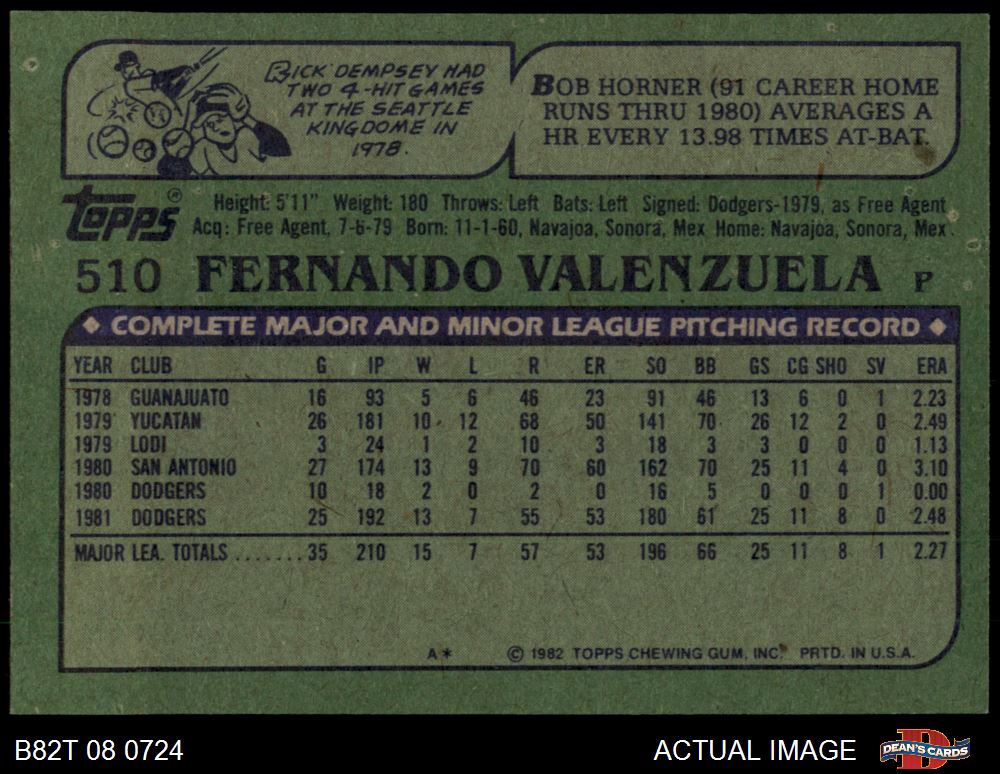 RICK DEMPSEY HAD
TWO 4-HIT GAMES
AT THE SEATTLE
KINGDOME IN
1978.
BOB HORNER (91 CAREER HOME
RUNS THRU 1980) AVERAGES A
HR EVERY 13.98 TIMES AT-BAT.
TOPPS®
Height: 5'11" Weight: 180 Throws: Left Bats: Left Signed: Dodgers-1979, as Free Agent
Acq: Free Agent, 7-6-79 Born: 11-1-60, Navajoa, Sonora, Mex Home: Navajoa, Sonora, Mex.
510 FERNANDO VALENZUELA P
◆ COMPLETE MAJOR AND MINOR LEAGUE PITCHING RECORD ◆
YEAR CLUB G IP W L R ER SO BB GS CG SHO SV ERA
1978 GUANAJUATO 16 93 5 6 46 23 91 46 13 6 0 1 2.23
1979 YUCATAN 26 181 10 12 68 50 141 70 26 12 2 0 2.49
1979 LODI 3 24 1 2 10 3 18 3 3 0 0 0 1.13
1980 SAN ANTONIO 27 174 13 9 70 60 162 70 25 11 4 0 3.10
1980 DODGERS 10 18 2 0 2 0 16 5 0 0 0 1 0.00
1981 DODGERS 25 192 13 7 55 53 180 61 25 11 8 0 2.48
MAJOR LEA. TOTALS ....... 35 210 15 7 57 53 196 66 25 11 8 1 2.27
A* © 1982 TOPPS CHEWING GUM, INC. PRTD. IN U.S.A.
B82T 08 0724 ACTUAL IMAGE DEAN'S CARDS